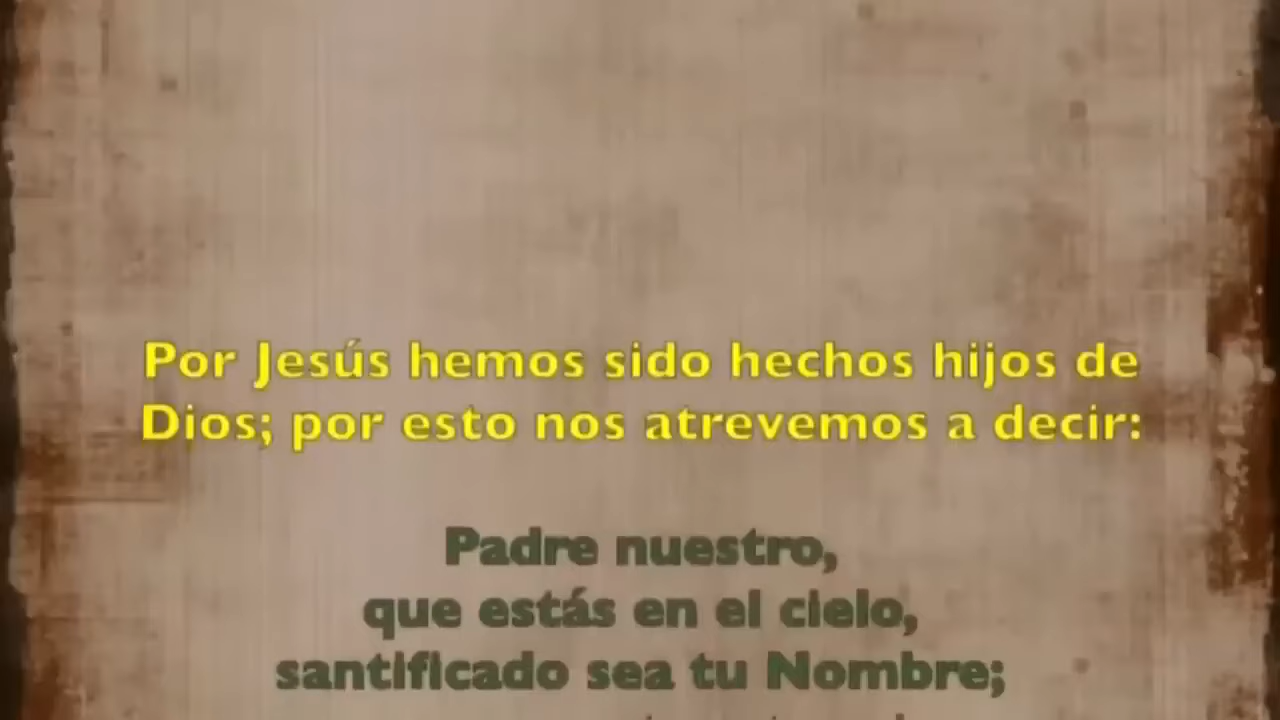 Por Jesús hemos sido hechos hijos de
Dios; por esto nos atrevemos a decir:
Padre nuestro,
que estás en el cielo,
santificado sea tu Nombre;